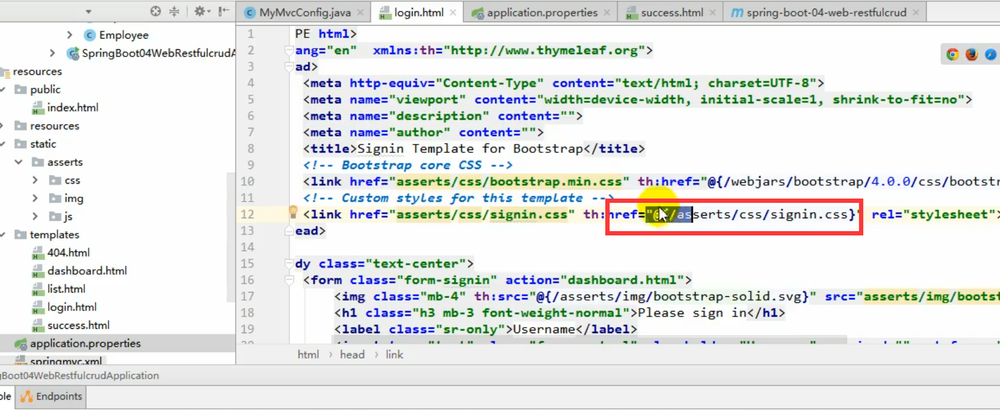 MyMvcConfig.java
login.html
application.properties
success.html
spring-boot-04-web-restfulcrud
Employee
SpringBoot04WebRestfulcrudA
resources
public
index.html
resources
static
asserts
css
img
js
templates
404.html
dashboard.html
list.html
login.html
success.html
application.properties
springmvc.xml
1 PE html>
2 ang="en" xmlns:th="http://www.thymeleaf.org">
3 ad>
4 <meta http-equiv="Content-Type" content="text/html; charset=UTF-8">
5 <meta name="viewport" content="width=device-width, initial-scale=1, shrink-to-fit=no">
6 <meta name="description" content="">
7 <meta name="author" content="">
8 <title>Signin Template for Bootstrap</title>
9 <!-- Bootstrap core CSS -->
10 <link href="asserts/css/bootstrap.min.css" th:href="@{/webjars/bootstrap/4.0.0/css/bootstr
11 <!-- Custom styles for this template -->
12 <link href="asserts/css/signin.css" th:href="@{/asserts/css/signin.css}" rel="stylesheet">
13 ead>
14
15 dy class="text-center">
16 <form class="form-signin" action="dashboard.html">
17 <img class="mb-4" th:src="@{/asserts/img/bootstrap-solid.svg}" src="asserts/img/bootst
18 <h1 class="h3 mb-3 font-weight-normal">Please sign in</h1>
19 <label class="sr-only">Username</label>
html › head › link
gBoot04WebRestfulcrudApplication
ole
Endpoints